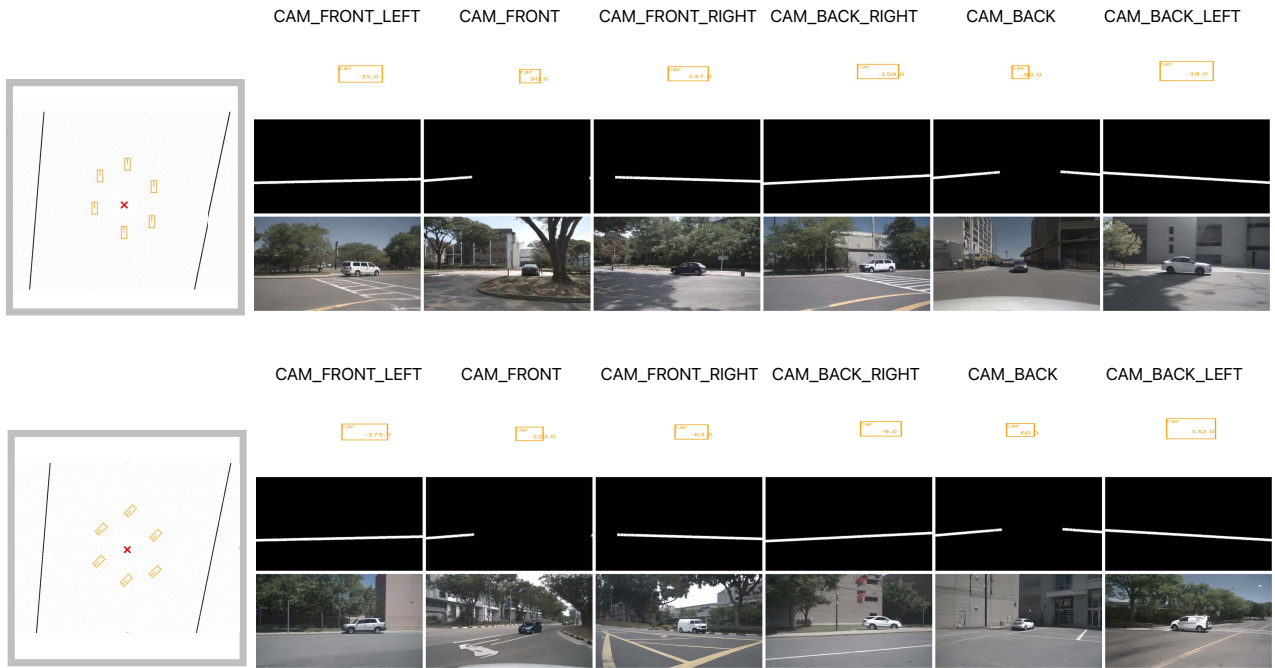 CAM_FRONT_LEFT CAM_FRONT CAM_FRONT_RIGHT CAM_BACK_RIGHT CAM_BACK CAM_BACK_LEFT
car 35.0 car 90.0 car 147.0 car -159.0 car -90.0 car -18.0
CAM_FRONT_LEFT CAM_FRONT CAM_FRONT_RIGHT CAM_BACK_RIGHT CAM_BACK CAM_BACK_LEFT
car -175.0 car -120.0 car -63.0 car -9.0 car 60.0 car 132.0